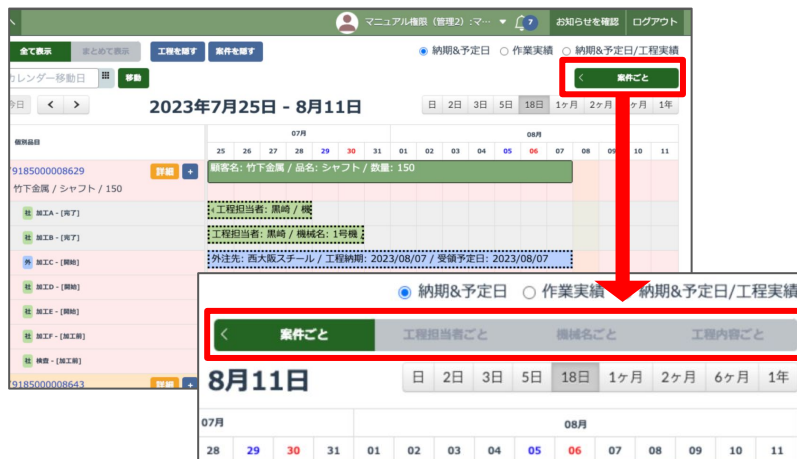 マニュアル権限（管理2）:マ… ▼ 7 お知らせを確認 ログアウト
全て表示 まとめて表示 工程を隠す 案件を隠す 納期&予定日 作業実績 納期&予定日/工程実績
カレンダー移動日 移動 < 案件ごと
今日 < > 2023年7月25日 - 8月11日 日 2日 3日 5日 18日 1ヶ月 2ヶ月 ヶ月 1年
個別品目 07月 08月
25 26 27 28 29 30 31 01 02 03 04 05 06 07 08 09 10 11
9185000008629 詳細 + 顧客名: 竹下金属 / 品名: シャフト / 数量: 150
竹下金属 / シャフト / 150
社 加工A - [完了] 工程担当者: 黒崎 / 機
社 加工B - [完了] 工程担当者: 黒崎 / 機械名: 1号機
外 加工C - [開始] 外注先: 西大阪スチール / 工程納期: 2023/08/07 / 受領予定日: 2023/08/07
社 加工D - [開始]
社 加工E - [開始]
社 加工F - [加工前]
社 検査 - [加工前]
9185000008643 詳細 +
納期&予定日 作業実績 納期&予定日/工程実績
< 案件ごと 工程担当者ごと 機械名ごと 工程内容ごと
8月11日 日 2日 3日 5日 18日 1ケ月 2ケ月 6ケ月 1年
07月 08月
28 29 30 31 01 02 03 04 05 06 07 08 09 10 11